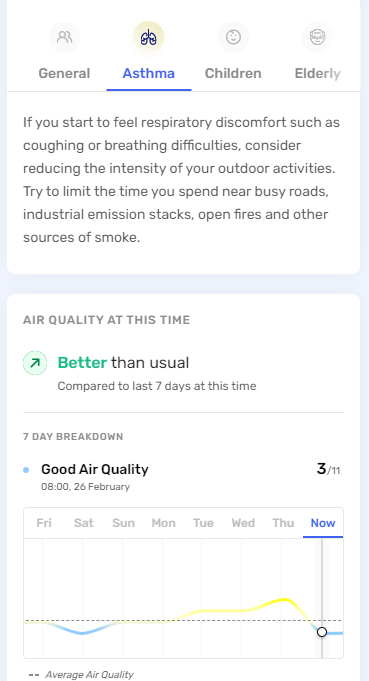 General Asthma Children Elderly
If you start to feel respiratory discomfort such as
coughing or breathing difficulties, consider
reducing the intensity of your outdoor activities.
Try to limit the time you spend near busy roads,
industrial emission stacks, open fires and other
sources of smoke.
AIR QUALITY AT THIS TIME
Better than usual
Compared to last 7 days at this time
7 DAY BREAKDOWN
Good Air Quality 3/11
08:00, 26 February
Fri Sat Sun Mon Tue Wed Thu Now
Average Air Quality